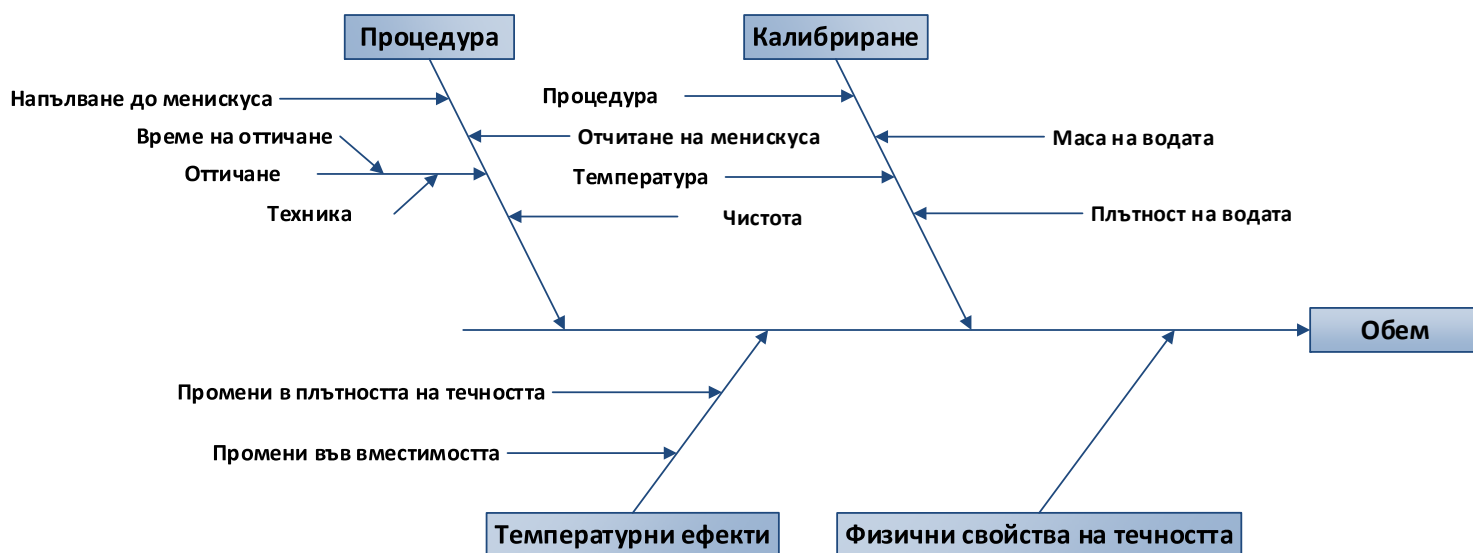 Процедура
Калибриране
Напълване до менискуса
Процедура
Време на оттичане
Отчитане на менискуса
Маса на водата
Оттичане
Температура
Техника
Чистота
Плътност на водата
Обем
Промени в плътността на течността
Промени във вместимостта
Температурни ефекти
Физични свойства на течността